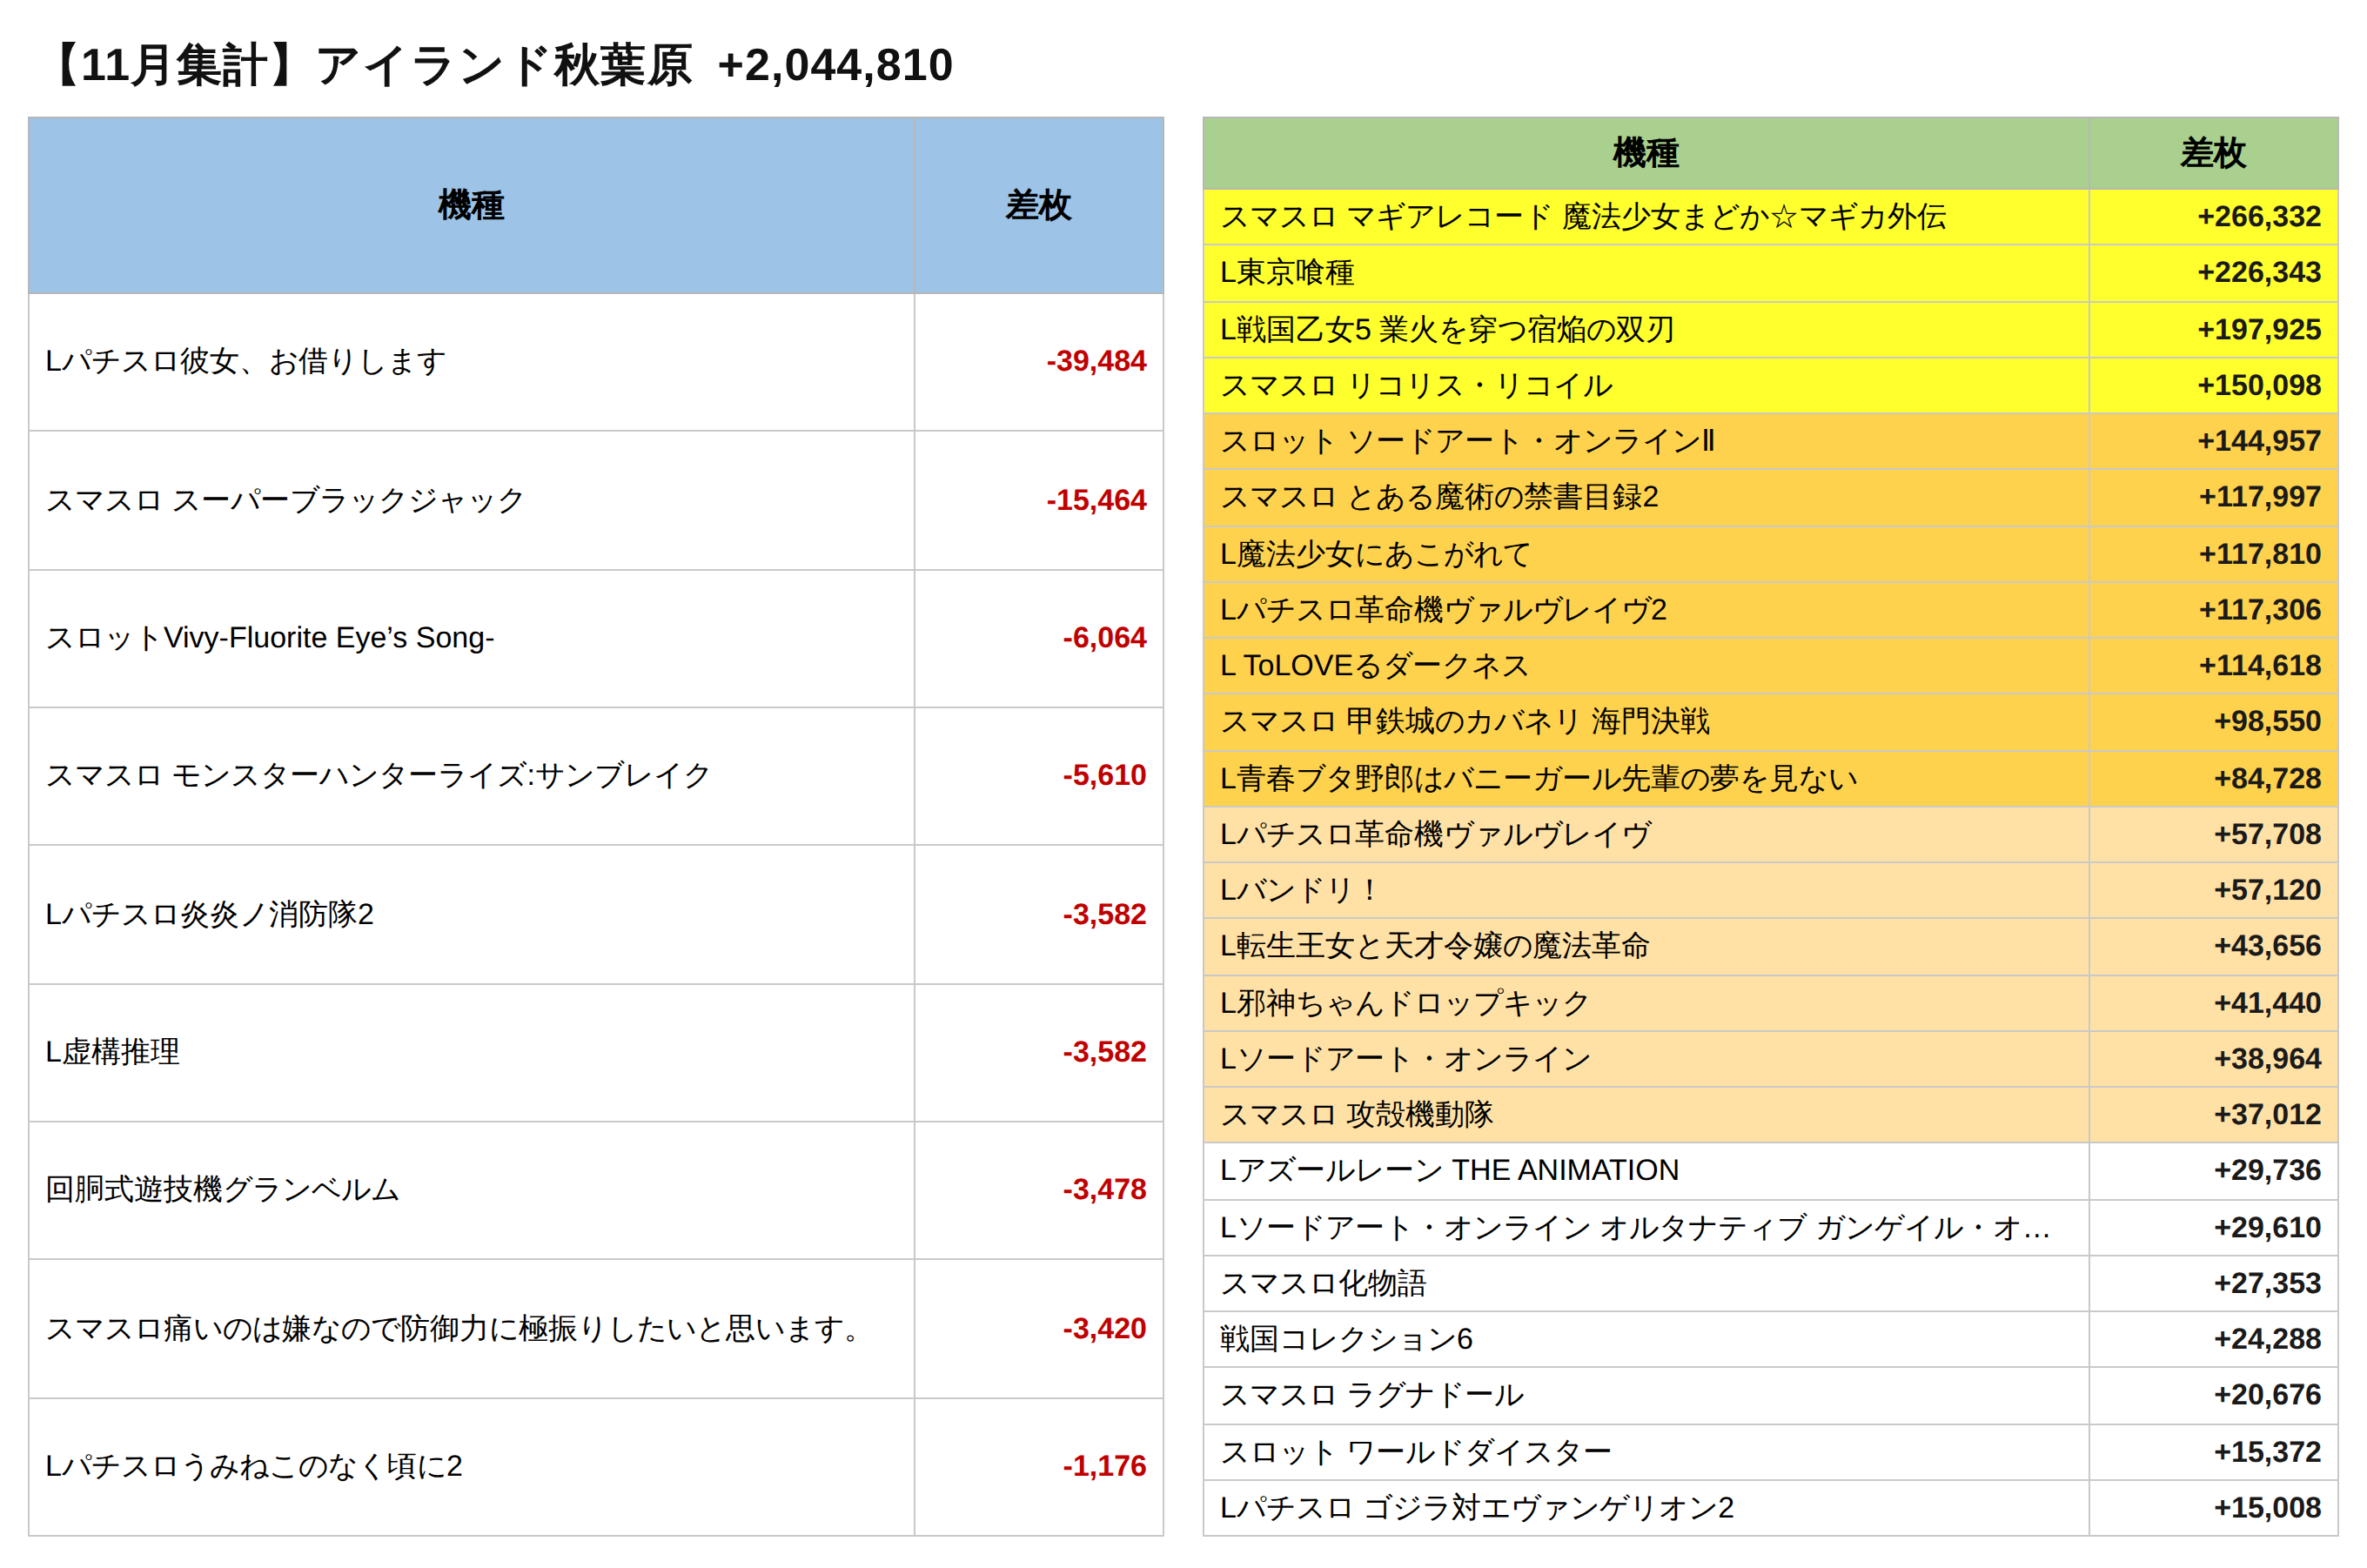 【11月集計】アイランド秋葉原 +2,044,810
機種 差枚
Lパチスロ彼女、お借りします -39,484
スマスロ スーパーブラックジャック -15,464
スロットVivy-Fluorite Eye’s Song- -6,064
スマスロ モンスターハンターライズ:サンブレイク -5,610
Lパチスロ炎炎ノ消防隊2 -3,582
L虚構推理 -3,582
回胴式遊技機グランベルム -3,478
スマスロ痛いのは嫌なので防御力に極振りしたいと思います。 -3,420
Lパチスロうみねこのなく頃に2 -1,176
機種 差枚
スマスロ マギアレコード 魔法少女まどか☆マギカ外伝 +266,332
L東京喰種 +226,343
L戦国乙女5 業火を穿つ宿焔の双刃 +197,925
スマスロ リコリス・リコイル +150,098
スロット ソードアート・オンラインⅡ +144,957
スマスロ とある魔術の禁書目録2 +117,997
L魔法少女にあこがれて +117,810
Lパチスロ革命機ヴァルヴレイヴ2 +117,306
L ToLOVEるダークネス +114,618
スマスロ 甲鉄城のカバネリ 海門決戦 +98,550
L青春ブタ野郎はバニーガール先輩の夢を見ない +84,728
Lパチスロ革命機ヴァルヴレイヴ +57,708
Lバンドリ！ +57,120
L転生王女と天才令嬢の魔法革命 +43,656
L邪神ちゃんドロップキック +41,440
Lソードアート・オンライン +38,964
スマスロ 攻殻機動隊 +37,012
Lアズールレーン THE ANIMATION +29,736
Lソードアート・オンライン オルタナティブ ガンゲイル・オ… +29,610
スマスロ化物語 +27,353
戦国コレクション6 +24,288
スマスロ ラグナドール +20,676
スロット ワールドダイスター +15,372
Lパチスロ ゴジラ対エヴァンゲリオン2 +15,008